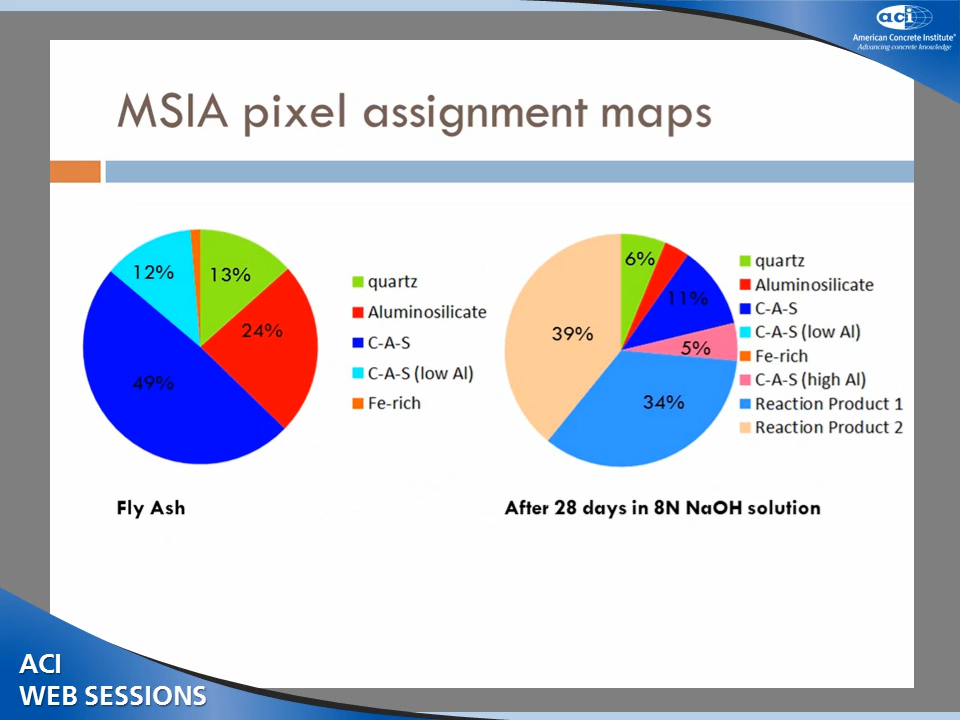 aci
American Concrete Institute®
Advancing concrete knowledge
MSIA pixel assignment maps
12%
13%
24%
49%
quartz
Aluminosilicate
C-A-S
C-A-S (low Al)
Fe-rich
6%
11%
5%
39%
34%
quartz
Aluminosilicate
C-A-S
C-A-S (low Al)
Fe-rich
C-A-S (high Al)
Reaction Product 1
Reaction Product 2
Fly Ash
After 28 days in 8N NaOH solution
ACI
WEB SESSIONS